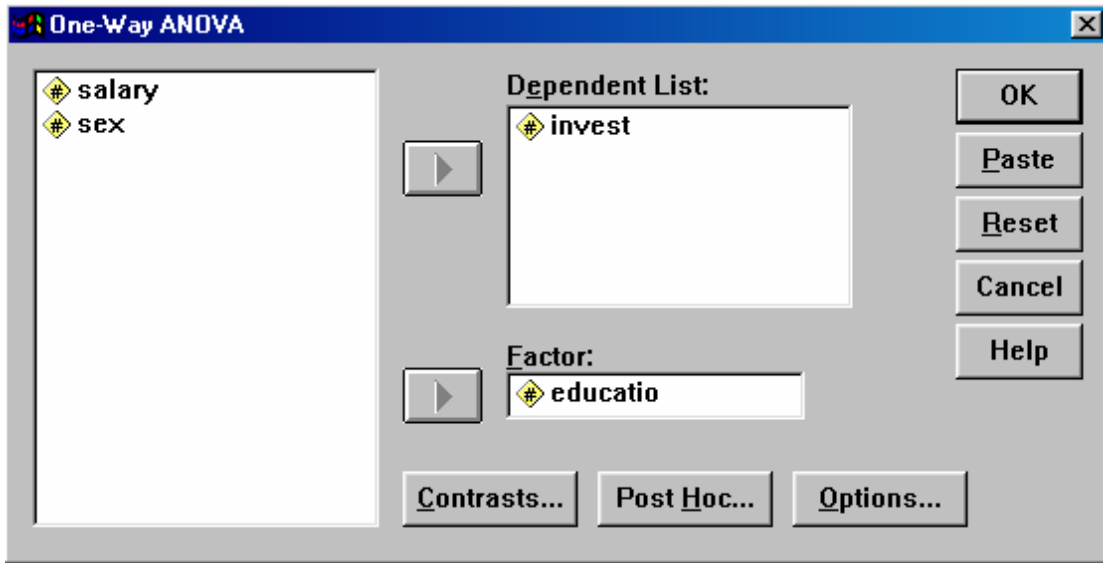 One-Way ANOVA
salary
sex
Dependent List:
invest
Factor:
educatio
OK
Paste
Reset
Cancel
Help
Contrasts...
Post Hoc...
Options...